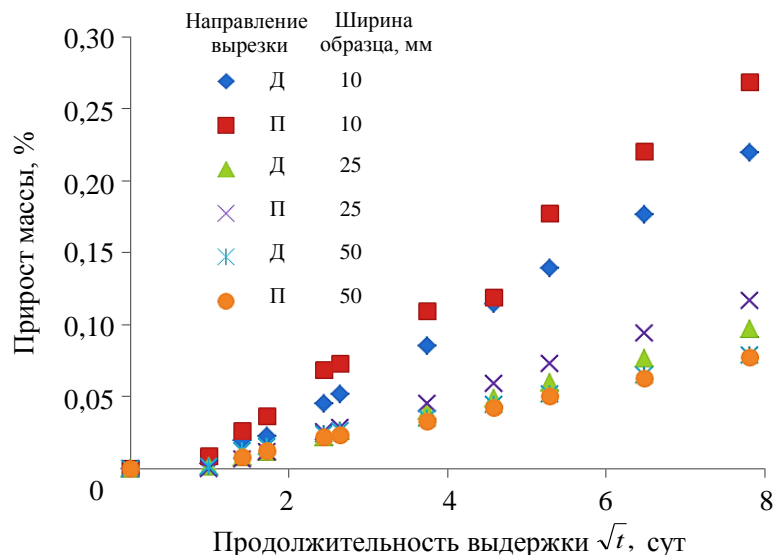 Направление вырезки
Ширина образца, мм
Д 10
П 10
Д 25
П 25
Д 50
П 50
Прирост массы, %
0,30
0,25
0,20
0,15
0,10
0,05
0
2 4 6 8
Продолжительность выдержки √t, сут